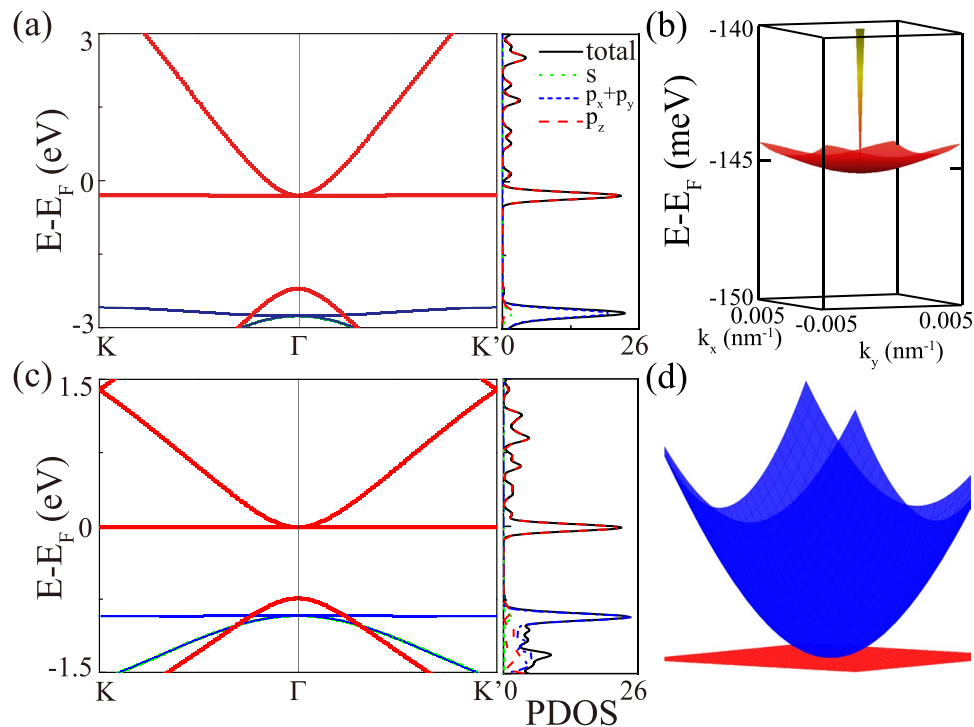 (a)
3
0
-3
E-E_F (eV)
K
Γ
K'
0
26
total
s
p_x+p_y
p_z
(b)
-140
-145
-150
E-E_F (meV)
0.005
-0.005
0.005
k_x (nm⁻¹)
k_y (nm⁻¹)
(c)
1.5
0
-1.5
E-E_F (eV)
K
Γ
K'
0
26
PDOS
(d)